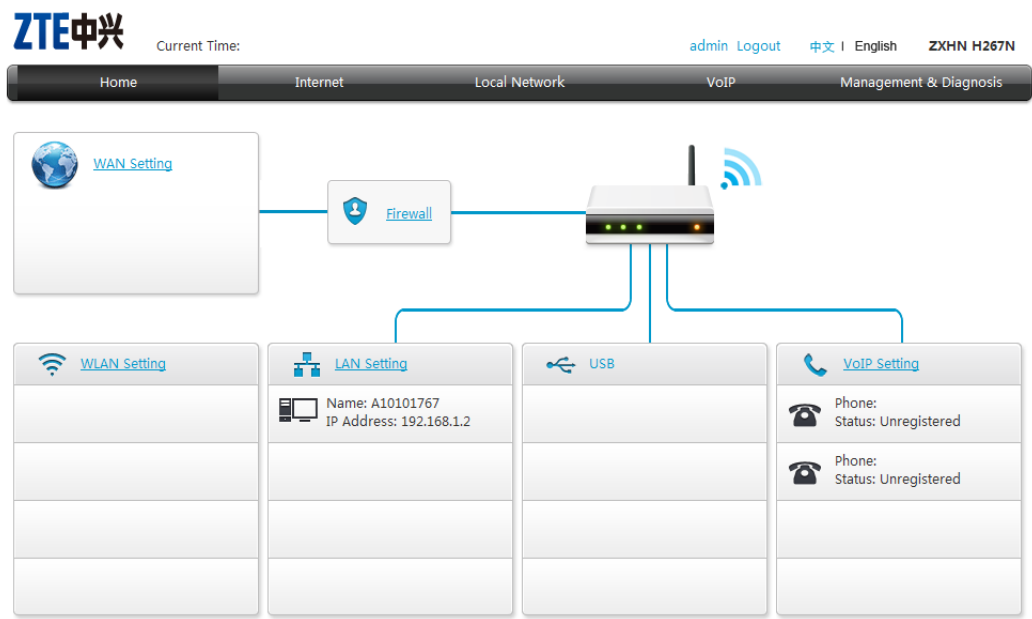 ZTE中兴
Current Time:
admin Logout 中文 | English ZXHN H267N
Home Internet Local Network VoIP Management & Diagnosis
WAN Setting
Firewall
WLAN Setting
LAN Setting
Name: A10101767
IP Address: 192.168.1.2
USB
VoIP Setting
Phone:
Status: Unregistered
Phone:
Status: Unregistered